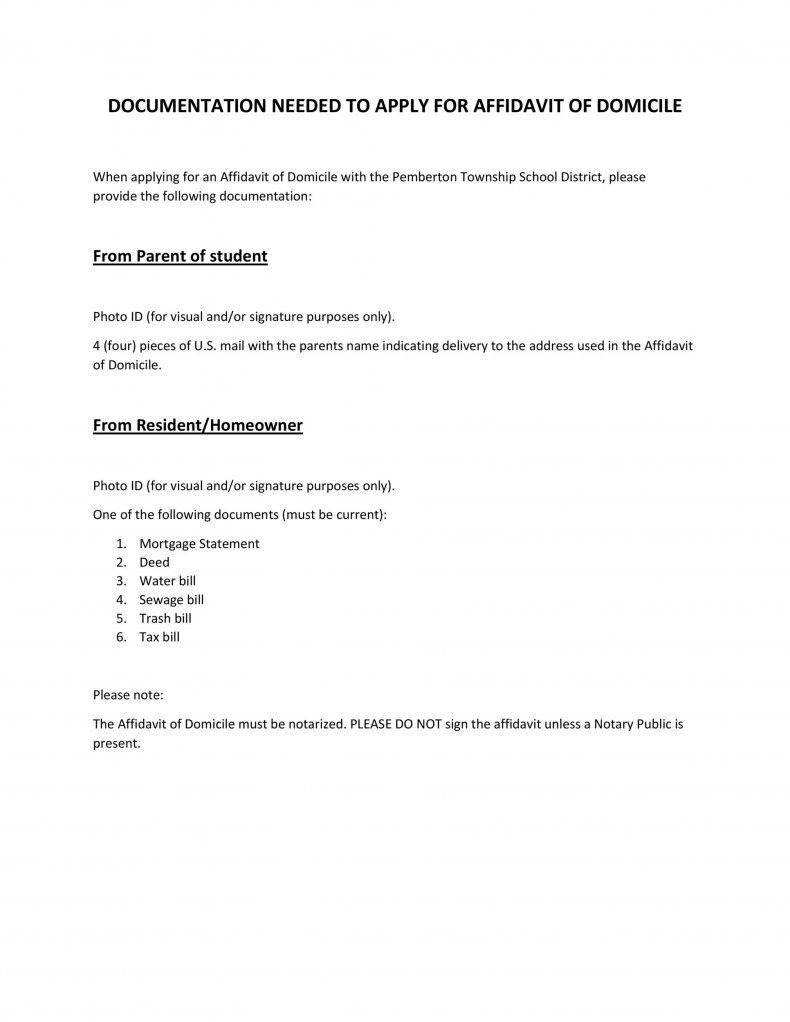 DOCUMENTATION NEEDED TO APPLY FOR AFFIDAVIT OF DOMICILE
When applying for an Affidavit of Domicile with the Pemberton Township School District, please
provide the following documentation:
From Parent of student
Photo ID (for visual and/or signature purposes only).
4 (four) pieces of U.S. mail with the parents name indicating delivery to the address used in the Affidavit
of Domicile.
From Resident/Homeowner
Photo ID (for visual and/or signature purposes only).
One of the following documents (must be current):
1. Mortgage Statement
2. Deed
3. Water bill
4. Sewage bill
5. Trash bill
6. Tax bill
Please note:
The Affidavit of Domicile must be notarized. PLEASE DO NOT sign the affidavit unless a Notary Public is
present.